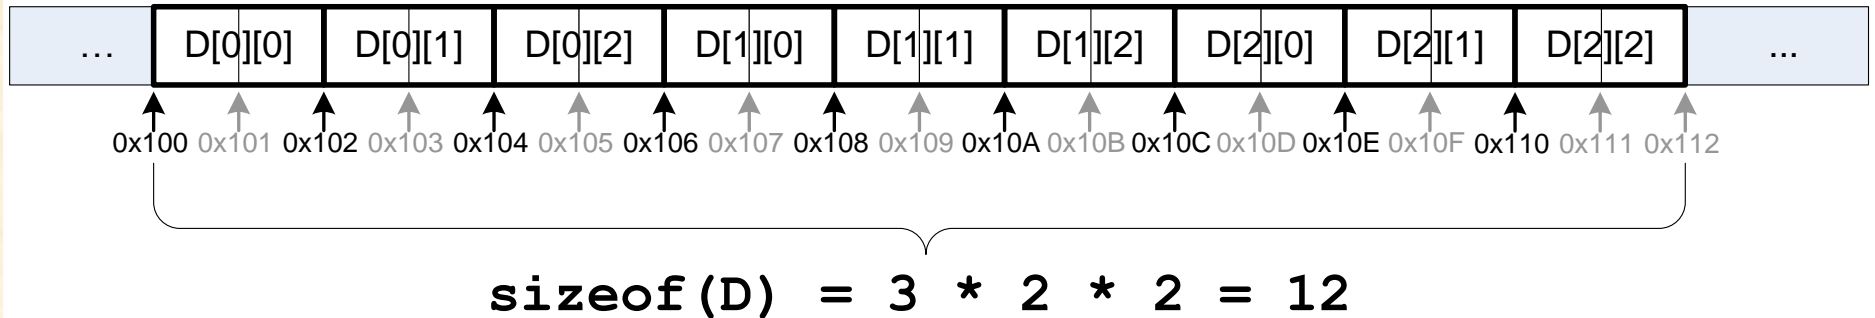 ... D[0][0] D[0][1] D[0][2] D[1][0] D[1][1] D[1][2] D[2][0] D[2][1] D[2][2] ...
0x100 0x101 0x102 0x103 0x104 0x105 0x106 0x107 0x108 0x109 0x10A 0x10B 0x10C 0x10D 0x10E 0x10F 0x110 0x111 0x112
sizeof(D) = 3 * 2 * 2 = 12